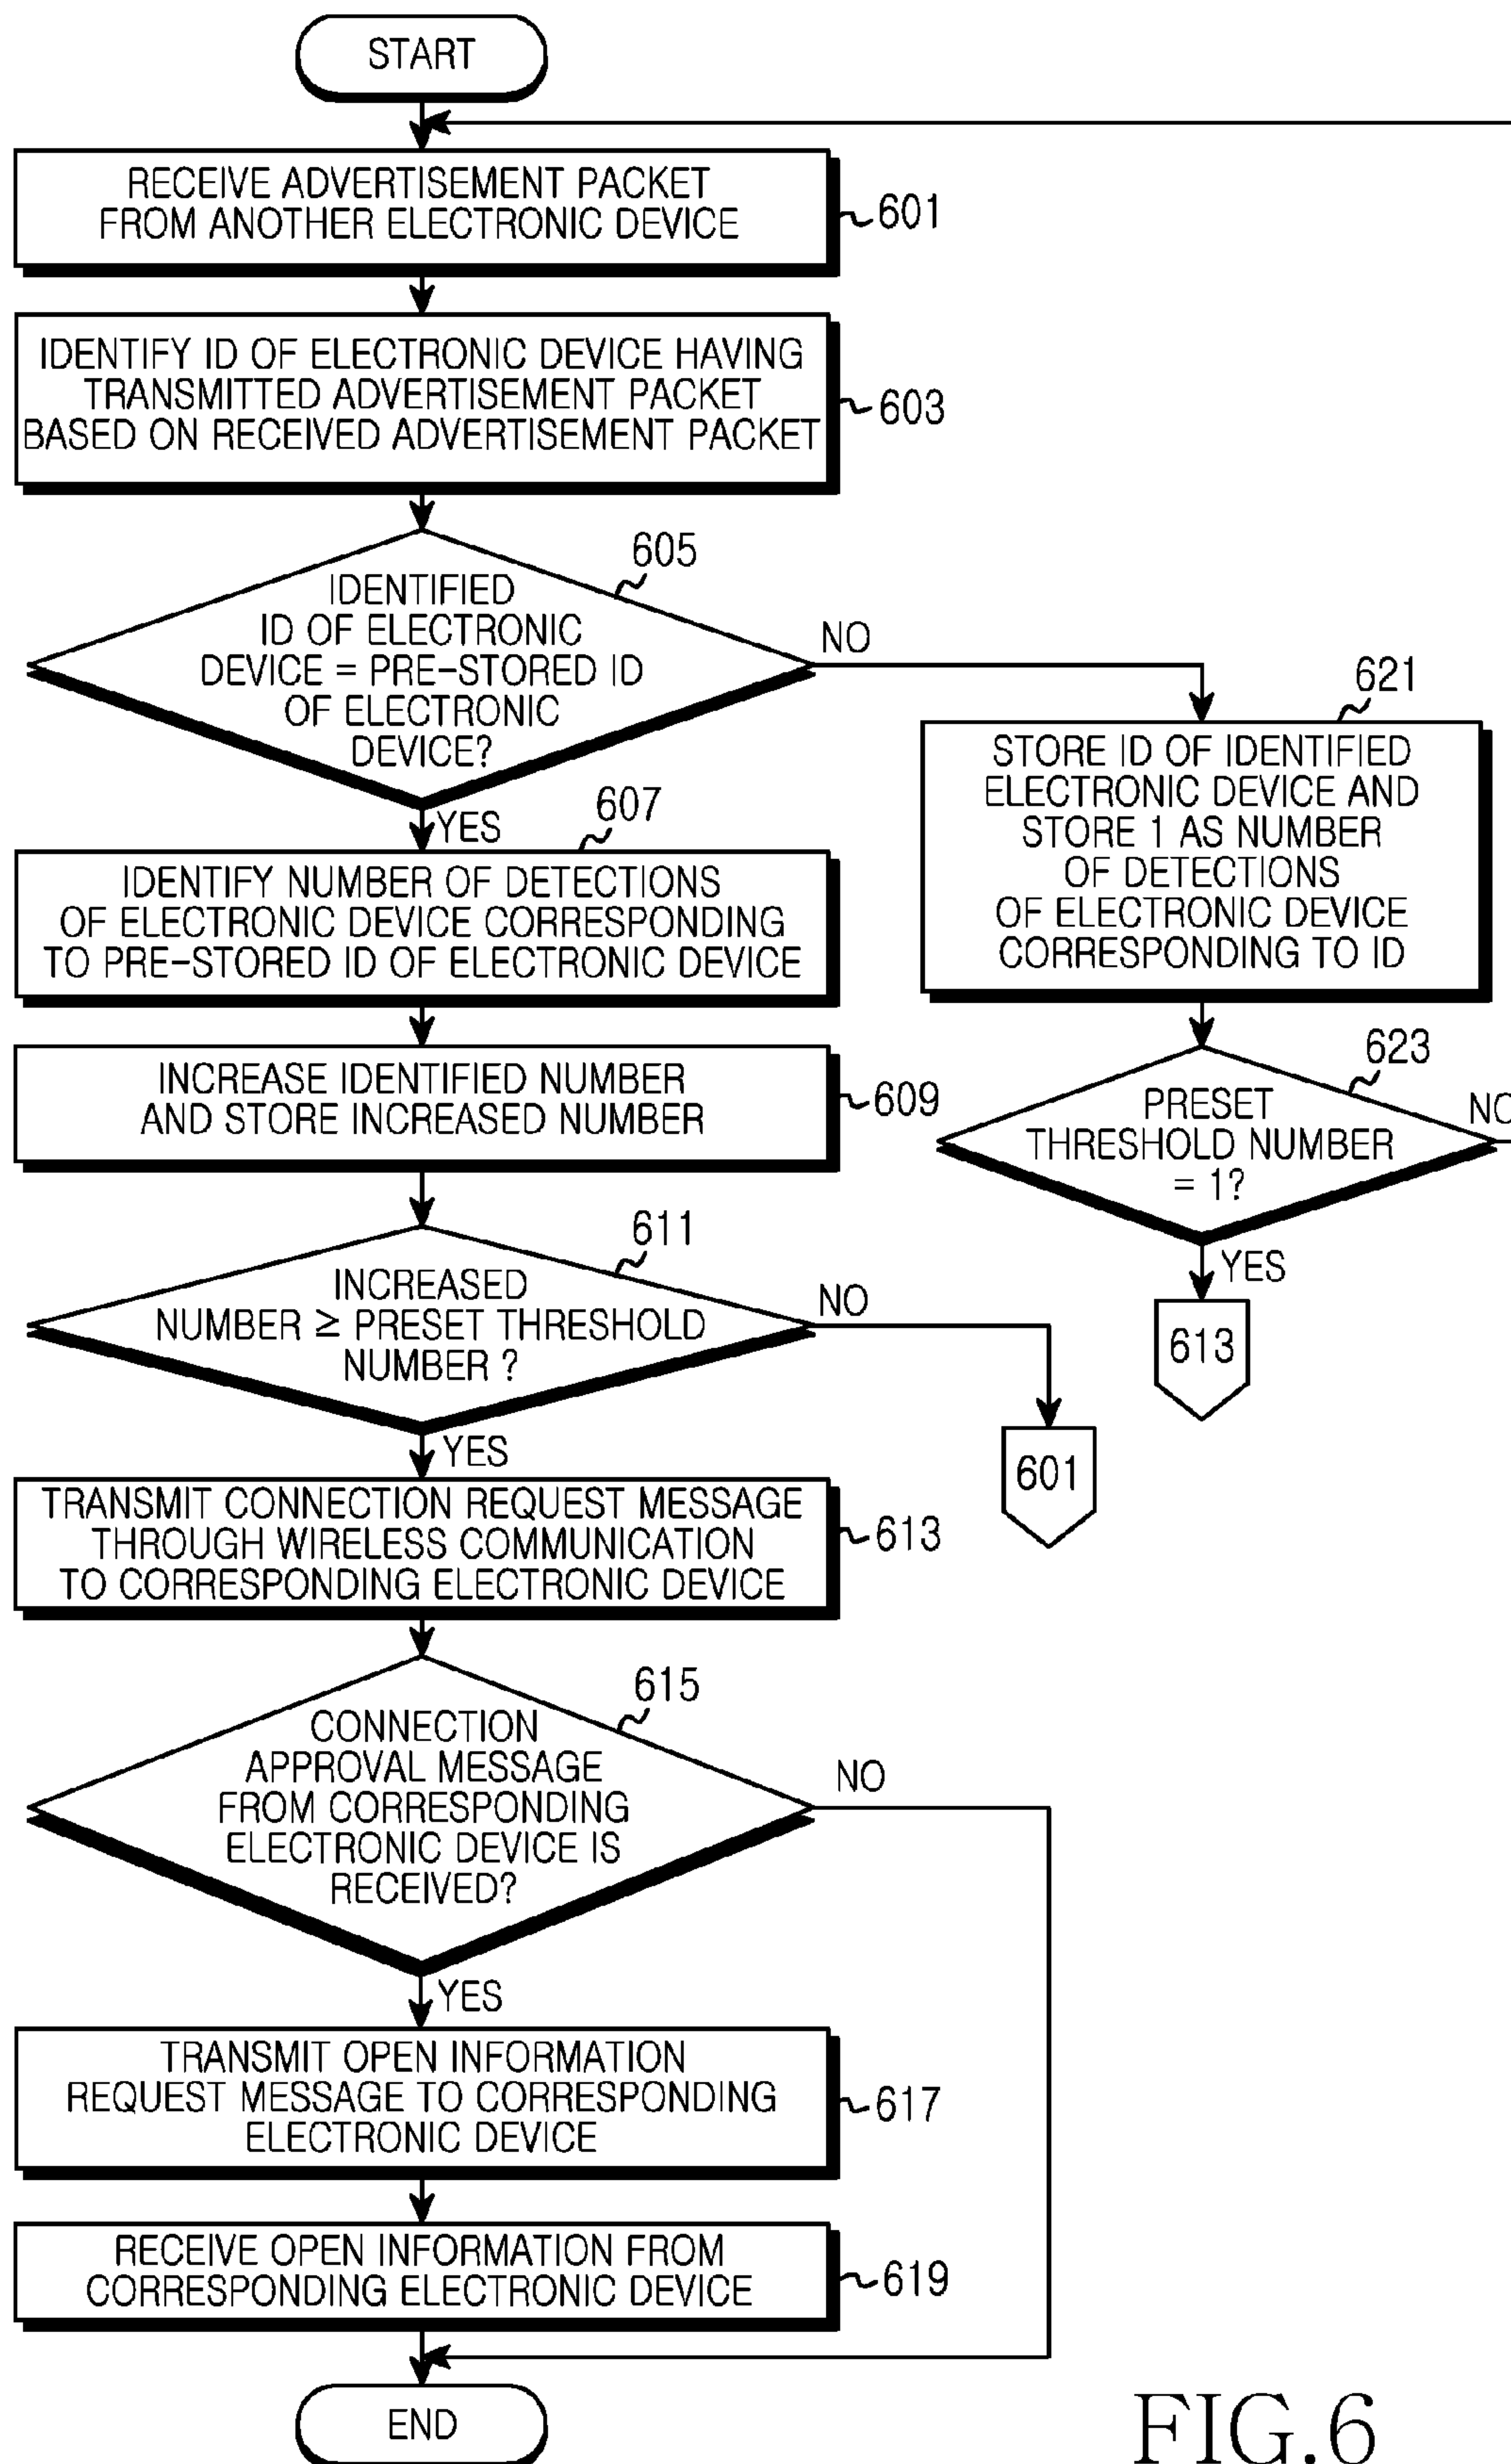 START
RECEIVE ADVERTISEMENT PACKET
FROM ANOTHER ELECTRONIC DEVICE
601
IDENTIFY ID OF ELECTRONIC DEVICE HAVING
TRANSMITTED ADVERTISEMENT PACKET
BASED ON RECEIVED ADVERTISEMENT PACKET
603
605
IDENTIFIED
ID OF ELECTRONIC
DEVICE = PRE-STORED ID
OF ELECTRONIC
DEVICE?
NO
YES
621
STORE ID OF IDENTIFIED
ELECTRONIC DEVICE AND
STORE 1 AS NUMBER
OF DETECTIONS
OF ELECTRONIC DEVICE
CORRESPONDING TO ID
607
IDENTIFY NUMBER OF DETECTIONS
OF ELECTRONIC DEVICE CORRESPONDING
TO PRE-STORED ID OF ELECTRONIC DEVICE
623
PRESET
THRESHOLD NUMBER
= 1?
NO
YES
613
INCREASE IDENTIFIED NUMBER
AND STORE INCREASED NUMBER
609
611
INCREASED
NUMBER ≥ PRESET THRESHOLD
NUMBER ?
NO
601
YES
TRANSMIT CONNECTION REQUEST MESSAGE
THROUGH WIRELESS COMMUNICATION
TO CORRESPONDING ELECTRONIC DEVICE
613
615
CONNECTION
APPROVAL MESSAGE
FROM CORRESPONDING
ELECTRONIC DEVICE IS
RECEIVED?
NO
YES
TRANSMIT OPEN INFORMATION
REQUEST MESSAGE TO CORRESPONDING
ELECTRONIC DEVICE
617
RECEIVE OPEN INFORMATION FROM
CORRESPONDING ELECTRONIC DEVICE
619
END
FIG.6